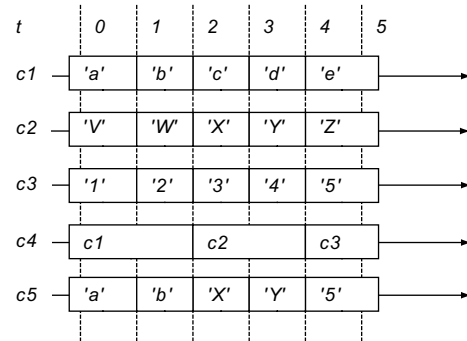 t 0 1 2 3 4 5
c1 'a' 'b' 'c' 'd' 'e'
c2 'V' 'W' 'X' 'Y' 'Z'
c3 '1' '2' '3' '4' '5'
c4 c1 c2 c3
c5 'a' 'b' 'X' 'Y' '5'